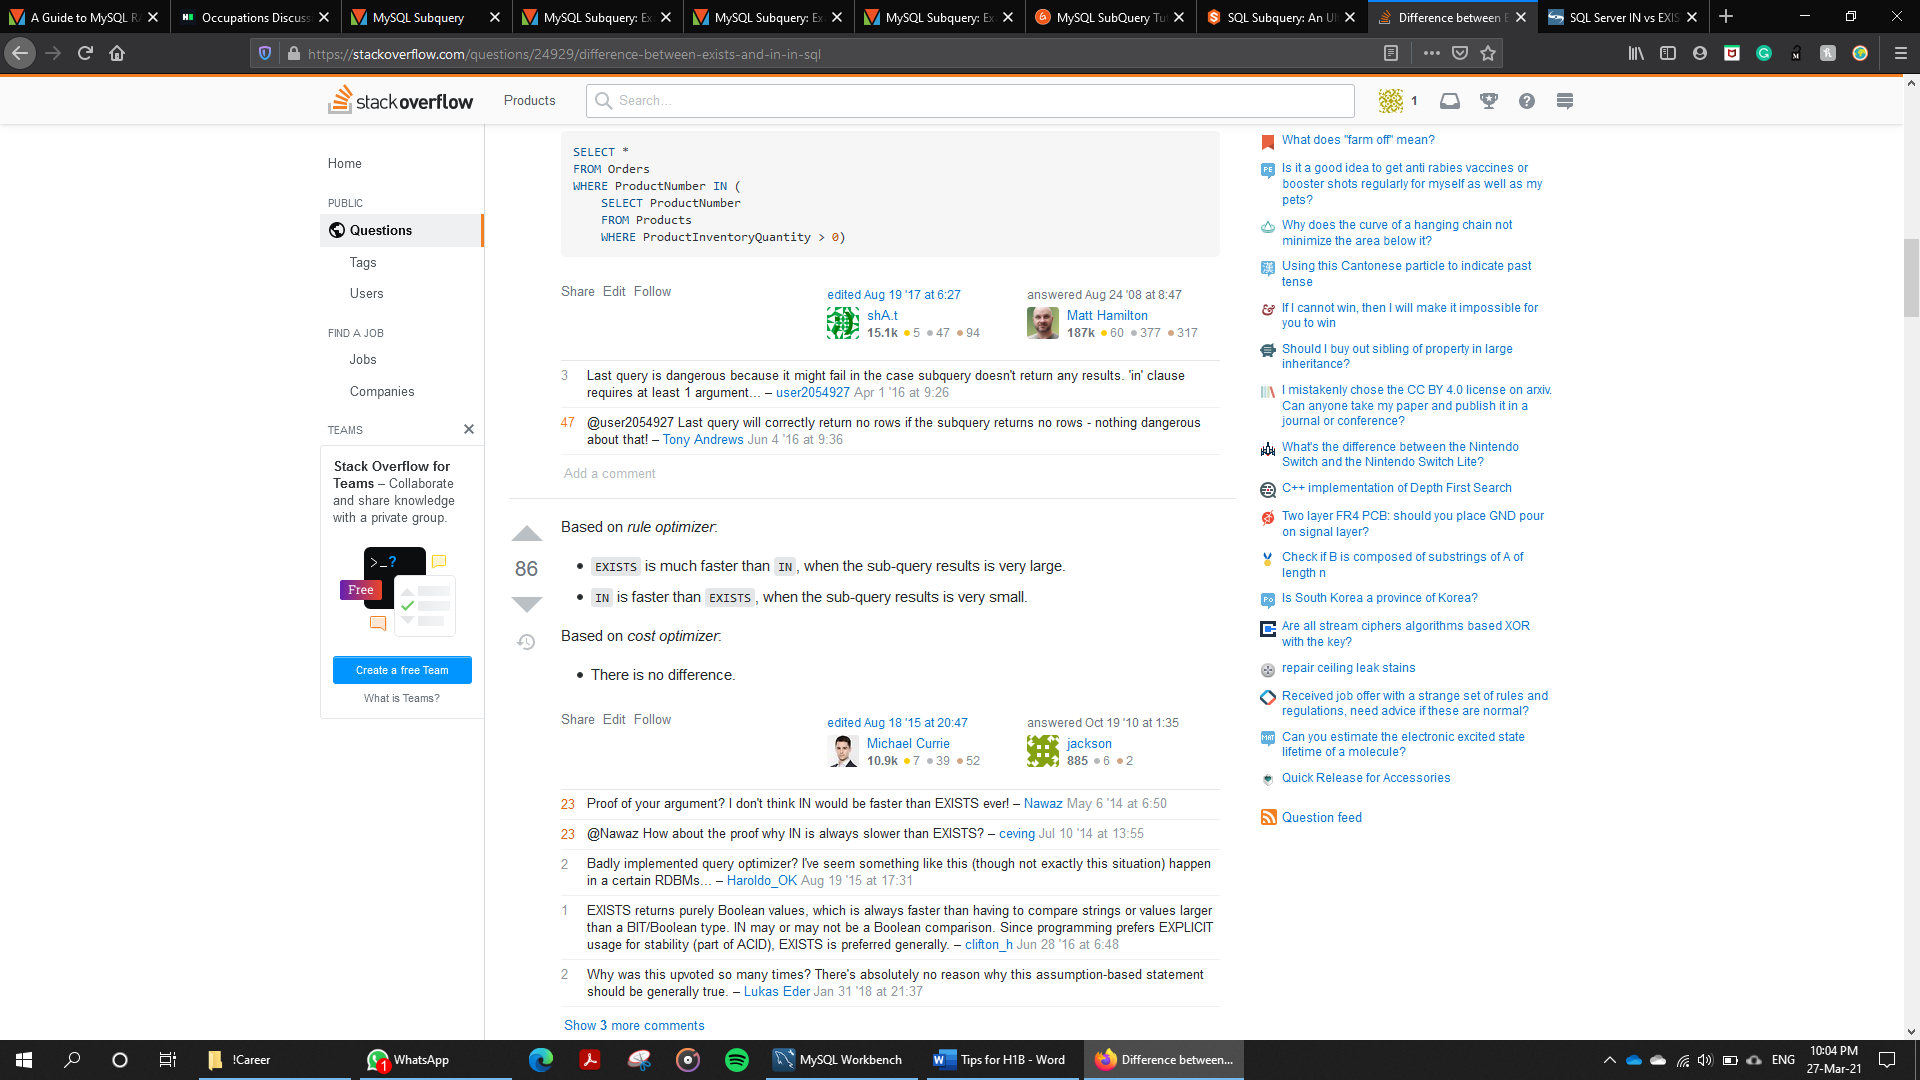 A Guide to MySQL RA
Occupations Discussi
MySQL Subquery
MySQL Subquery: Ex
MySQL Subquery: Ex
MySQL Subquery: Ex
MySQL SubQuery Tut
SQL Subquery: An Ul
Difference between E
SQL Server IN vs EXIS
https://stackoverflow.com/questions/24929/difference-between-exists-and-in-in-sql
stackoverflow
Products
Search...
1
Home
PUBLIC
Questions
Tags
Users
FIND A JOB
Jobs
Companies
TEAMS
Stack Overflow for
Teams – Collaborate
and share knowledge
with a private group.
>_?
Free
Create a free Team
What is Teams?
SELECT *
FROM Orders
WHERE ProductNumber IN (
SELECT ProductNumber
FROM Products
WHERE ProductInventoryQuantity > 0)
Share Edit Follow
edited Aug 19 '17 at 6:27
shA.t
15.1k 5 47 94
answered Aug 24 '08 at 8:47
Matt Hamilton
187k 60 377 317
3 Last query is dangerous because it might fail in the case subquery doesn't return any results. 'in' clause
requires at least 1 argument... – user2054927 Apr 1 '16 at 9:26
47 @user2054927 Last query will correctly return no rows if the subquery returns no rows - nothing dangerous
about that! – Tony Andrews Jun 4 '16 at 9:36
Add a comment
86
Based on rule optimizer:
• EXISTS is much faster than IN, when the sub-query results is very large.
• IN is faster than EXISTS, when the sub-query results is very small.
Based on cost optimizer:
• There is no difference.
Share Edit Follow
edited Aug 18 '15 at 20:47
Michael Currie
10.9k 7 39 52
answered Oct 19 '10 at 1:35
jackson
885 6 2
23 Proof of your argument? I don't think IN would be faster than EXISTS ever! – Nawaz May 6 '14 at 6:50
23 @Nawaz How about the proof why IN is always slower than EXISTS? – ceving Jul 10 '14 at 13:55
2 Badly implemented query optimizer? I've seem something like this (though not exactly this situation) happen
in a certain RDBMs... – Haroldo_OK Aug 19 '15 at 17:31
1 EXISTS returns purely Boolean values, which is always faster than having to compare strings or values larger
than a BIT/Boolean type. IN may or may not be a Boolean comparison. Since programming prefers EXPLICIT
usage for stability (part of ACID), EXISTS is preferred generally. – clifton_h Jun 28 '16 at 6:48
2 Why was this upvoted so many times? There's absolutely no reason why this assumption-based statement
should be generally true. – Lukas Eder Jan 31 '18 at 21:37
Show 3 more comments
What does "farm off" mean?
Is it a good idea to get anti rabies vaccines or
booster shots regularly for myself as well as my
pets?
Why does the curve of a hanging chain not
minimize the area below it?
Using this Cantonese particle to indicate past
tense
If I cannot win, then I will make it impossible for
you to win
Should I buy out sibling of property in large
inheritance?
I mistakenly chose the CC BY 4.0 license on arxiv.
Can anyone take my paper and publish it in a
journal or conference?
What's the difference between the Nintendo
Switch and the Nintendo Switch Lite?
C++ implementation of Depth First Search
Two layer FR4 PCB: should you place GND pour
on signal layer?
Check if B is composed of substrings of A of
length n
Is South Korea a province of Korea?
Are all stream ciphers algorithms based XOR
with the key?
repair ceiling leak stains
Received job offer with a strange set of rules and
regulations, need advice if these are normal?
Can you estimate the electronic excited state
lifetime of a molecule?
Quick Release for Accessories
Question feed
!Career
1
WhatsApp
MySQL Workbench
Tips for H1B - Word
Difference between...
ENG
10:04 PM
27-Mar-21